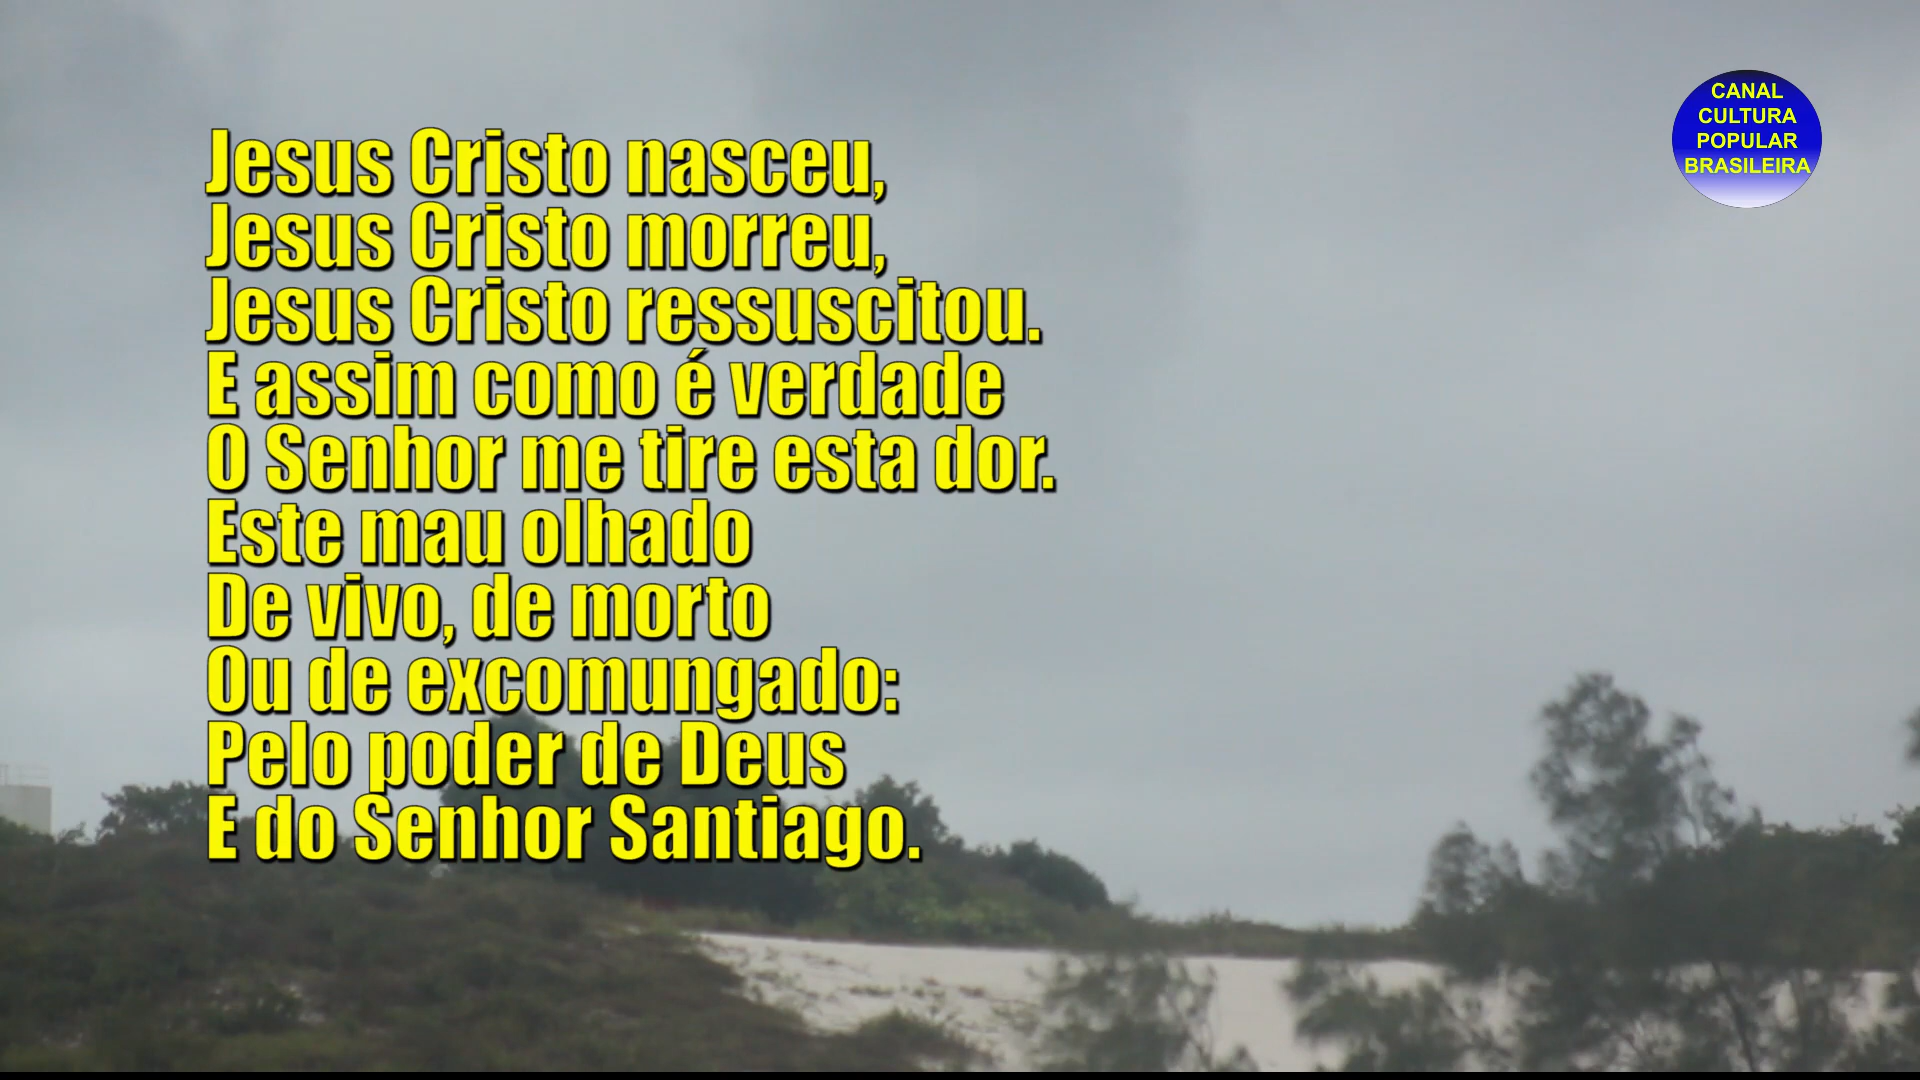 Jesus Cristo nasceu,
Jesus Cristo morreu,
Jesus Cristo ressuscitou.
E assim como é verdade
O Senhor me tire esta dor.
Este mau olhado
De vivo, de morto
Ou de excomungado:
Pelo poder de Deus
E do Senhor Santiago.
CANAL
CULTURA
POPULAR
BRASILEIRA